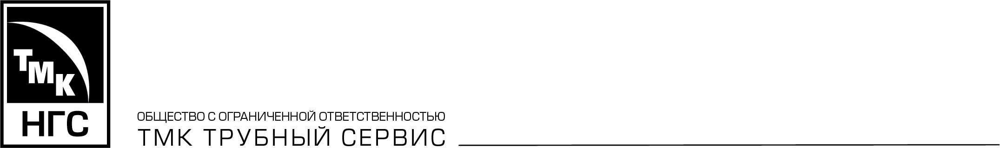 ТМК
НГС
ОБЩЕСТВО С ОГРАНИЧЕННОЙ ОТВЕТСТВЕННОСТЬЮ
ТМК ТРУБНЫЙ СЕРВИС